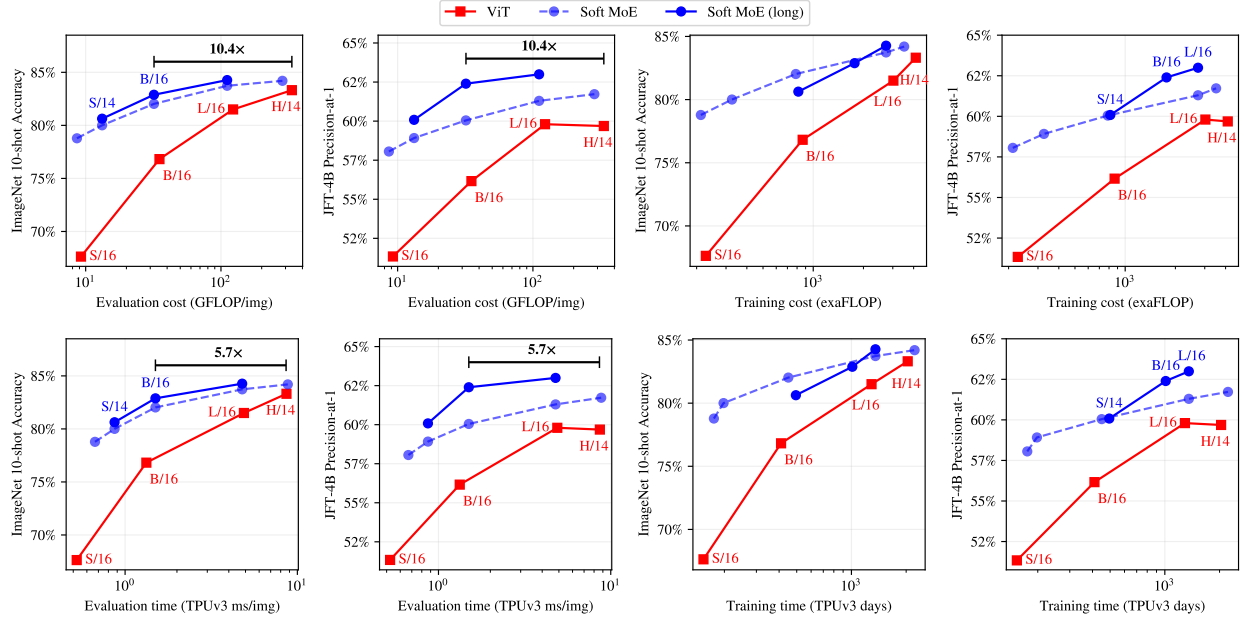 ViT Soft MoE Soft MoE (long)
10.4×
85%
80%
75%
70%
ImageNet 10-shot Accuracy
S/14
B/16
L/16
H/14
B/16
S/16
10¹ 10²
Evaluation cost (GFLOP/img)
10.4×
65%
62%
60%
57%
55%
52%
JFT-4B Precision-at-1
L/16
H/14
B/16
S/16
10¹ 10²
Evaluation cost (GFLOP/img)
85%
80%
75%
70%
ImageNet 10-shot Accuracy
H/14
L/16
B/16
S/16
10³
Training cost (exaFLOP)
65%
62%
60%
57%
55%
52%
JFT-4B Precision-at-1
L/16
B/16
S/14
L/16
H/14
B/16
S/16
10³
Training cost (exaFLOP)
5.7×
85%
80%
75%
70%
ImageNet 10-shot Accuracy
B/16
S/14
L/16
H/14
B/16
S/16
10⁰ 10¹
Evaluation time (TPUv3 ms/img)
5.7×
65%
62%
60%
57%
55%
52%
JFT-4B Precision-at-1
L/16
H/14
B/16
S/16
10⁰ 10¹
Evaluation time (TPUv3 ms/img)
85%
80%
75%
70%
ImageNet 10-shot Accuracy
H/14
L/16
B/16
S/16
10³
Training time (TPUv3 days)
65%
62%
60%
57%
55%
52%
JFT-4B Precision-at-1
L/16
B/16
S/14
L/16
H/14
B/16
S/16
10³
Training time (TPUv3 days)